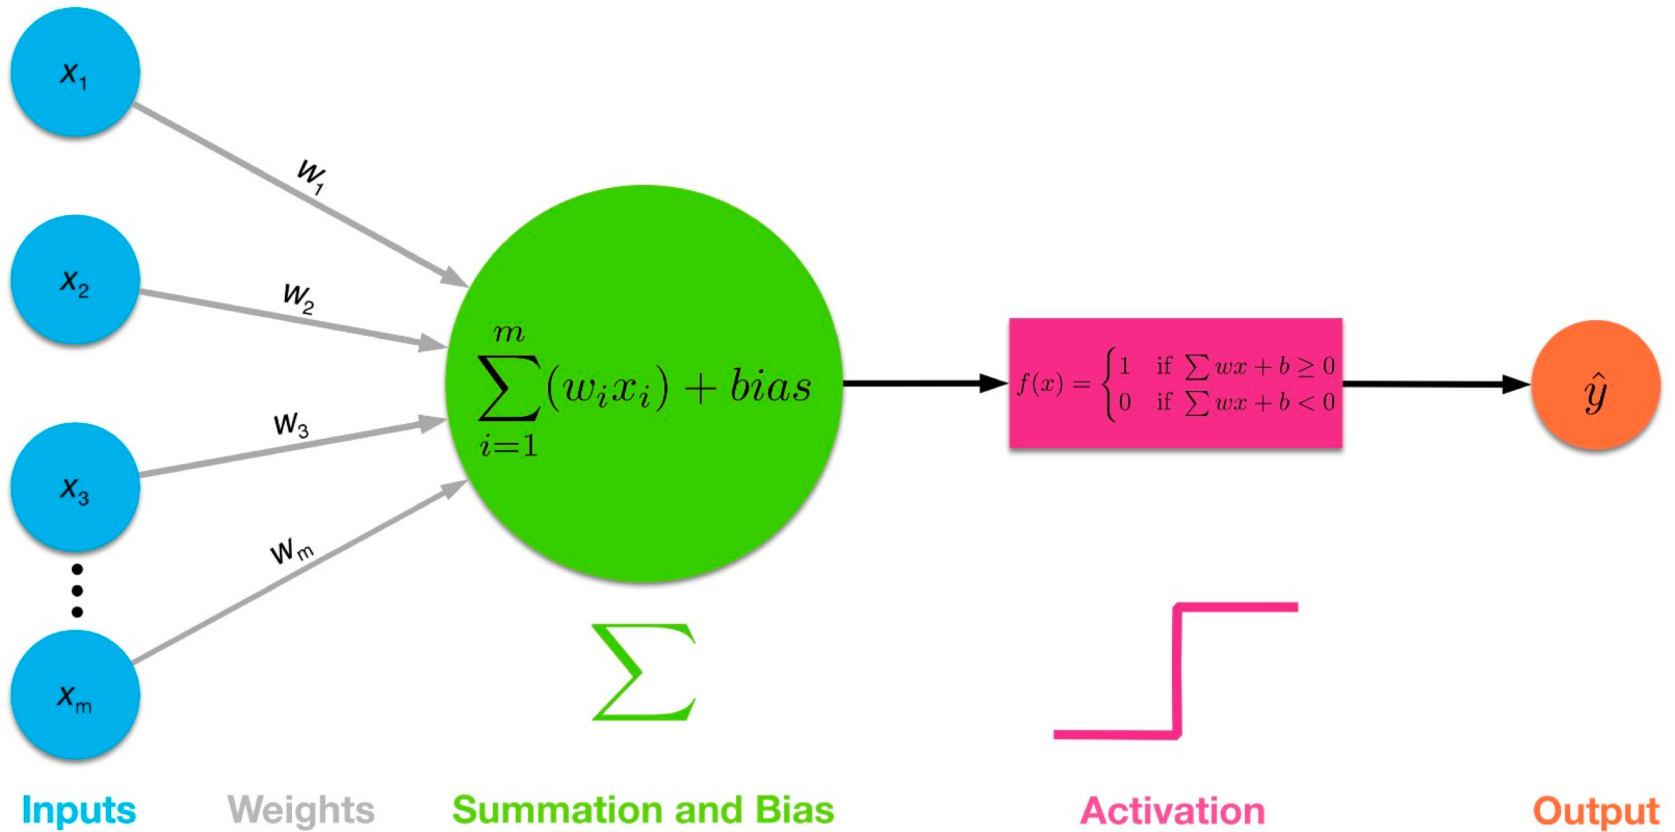 x₁
w₁
x₂
w₂
x₃
w₃
xₘ
wₘ
m
∑(wᵢxᵢ) + bias
i=1
f(x) = {1 if ∑ wx + b ≥ 0
0 if ∑ wx + b < 0
ŷ
∑
Inputs Weights Summation and Bias Activation Output